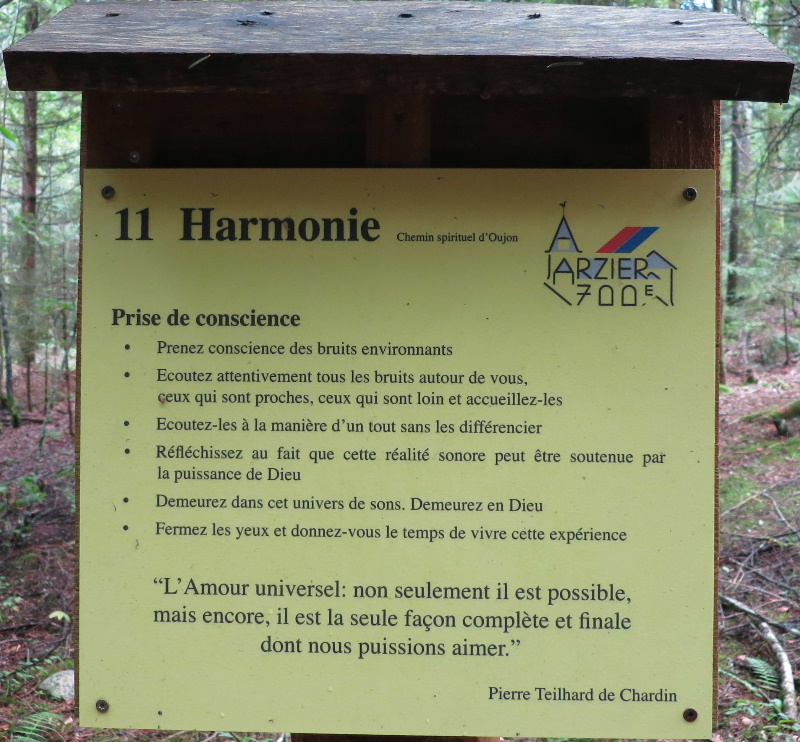 11 Harmonie Chemin spirituel d'Oujon
ARZIER
700E
Prise de conscience
• Prenez conscience des bruits environnants
• Ecoutez attentivement tous les bruits autour de vous,
ceux qui sont proches, ceux qui sont loin et accueillez-les
• Ecoutez-les à la manière d'un tout sans les différencier
• Réfléchissez au fait que cette réalité sonore peut être soutenue par
la puissance de Dieu
• Demeurez dans cet univers de sons. Demeurez en Dieu
• Fermez les yeux et donnez-vous le temps de vivre cette expérience
“L'Amour universel: non seulement il est possible,
mais encore, il est la seule façon complète et finale
dont nous puissions aimer.”
Pierre Teilhard de Chardin